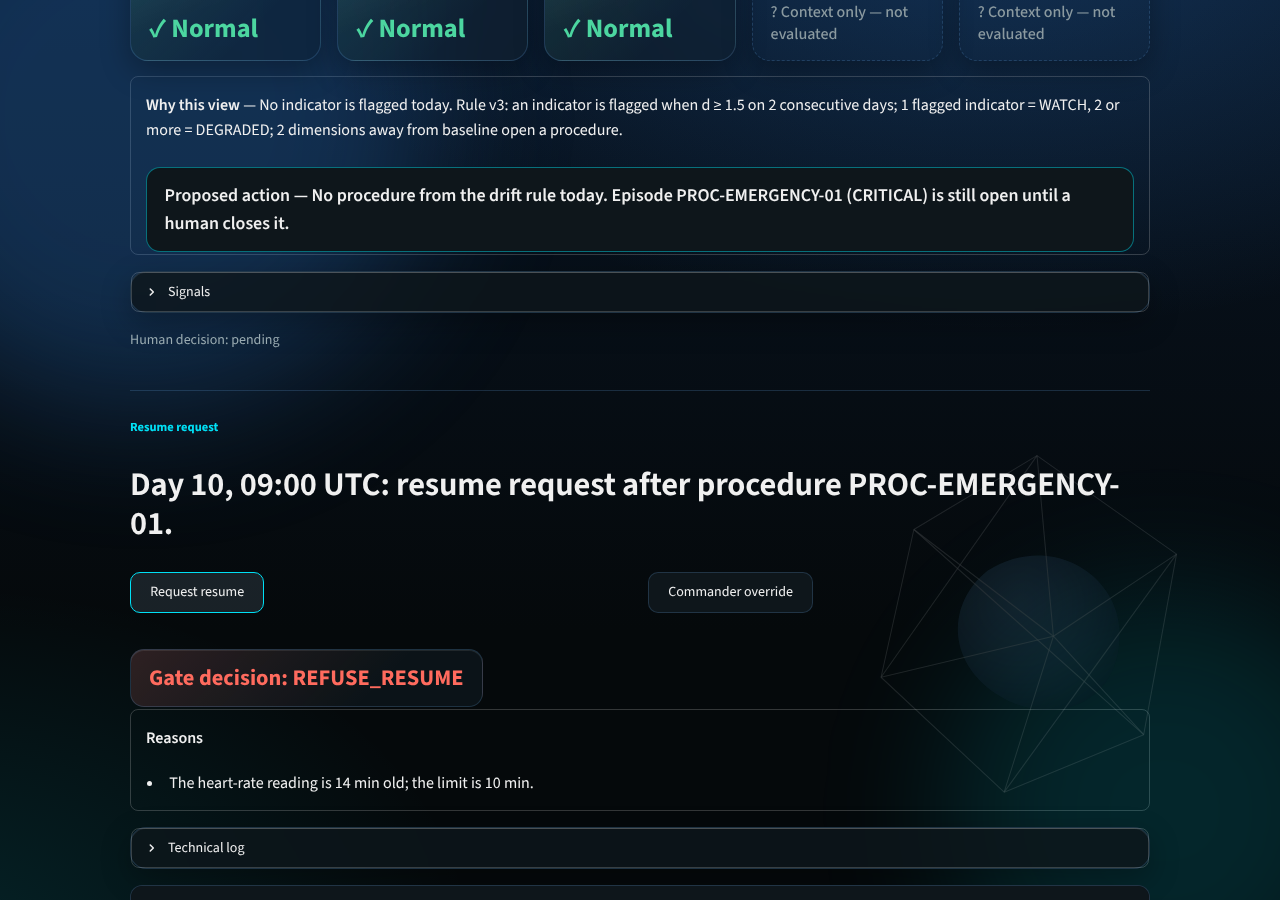 ✓ Normal
✓ Normal
✓ Normal
? Context only — not
evaluated
? Context only — not
evaluated
Why this view — No indicator is flagged today. Rule v3: an indicator is flagged when d ≥ 1.5 on 2 consecutive days; 1 flagged indicator = WATCH, 2 or
more = DEGRADED; 2 dimensions away from baseline open a procedure.
Proposed action — No procedure from the drift rule today. Episode PROC-EMERGENCY-01 (CRITICAL) is still open until a
human closes it.
Signals
Human decision: pending
Resume request
Day 10, 09:00 UTC: resume request after procedure PROC-EMERGENCY-
01.
Request resume
Commander override
Gate decision: REFUSE_RESUME
Reasons
• The heart-rate reading is 14 min old; the limit is 10 min.
Technical log